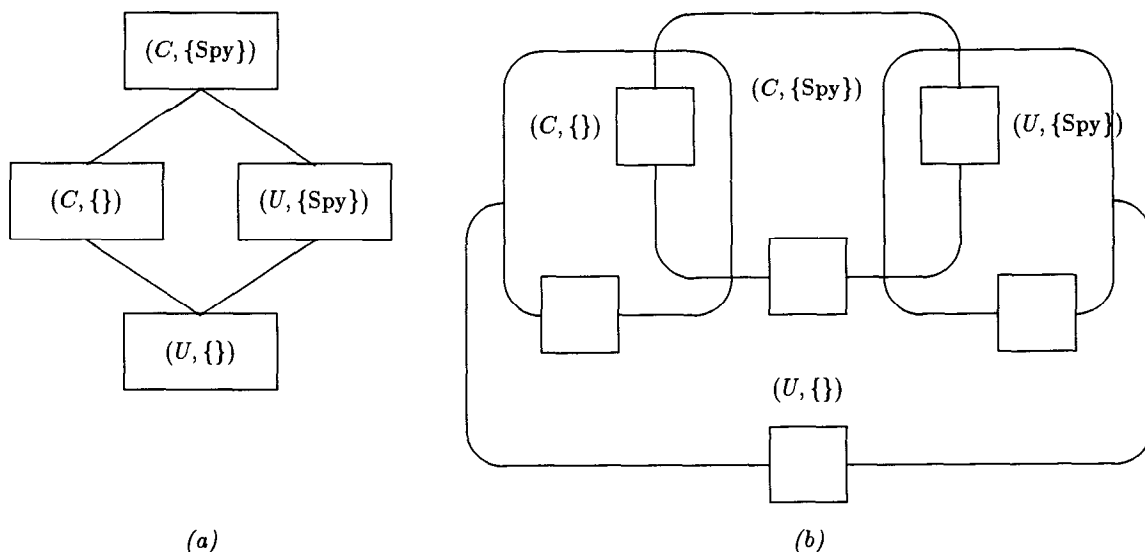 (C, {Spy})
(C, {})
(U, {Spy})
(U, {})
(a)
(C, {Spy})
(C, {})
(U, {Spy})
(U, {})
(b)